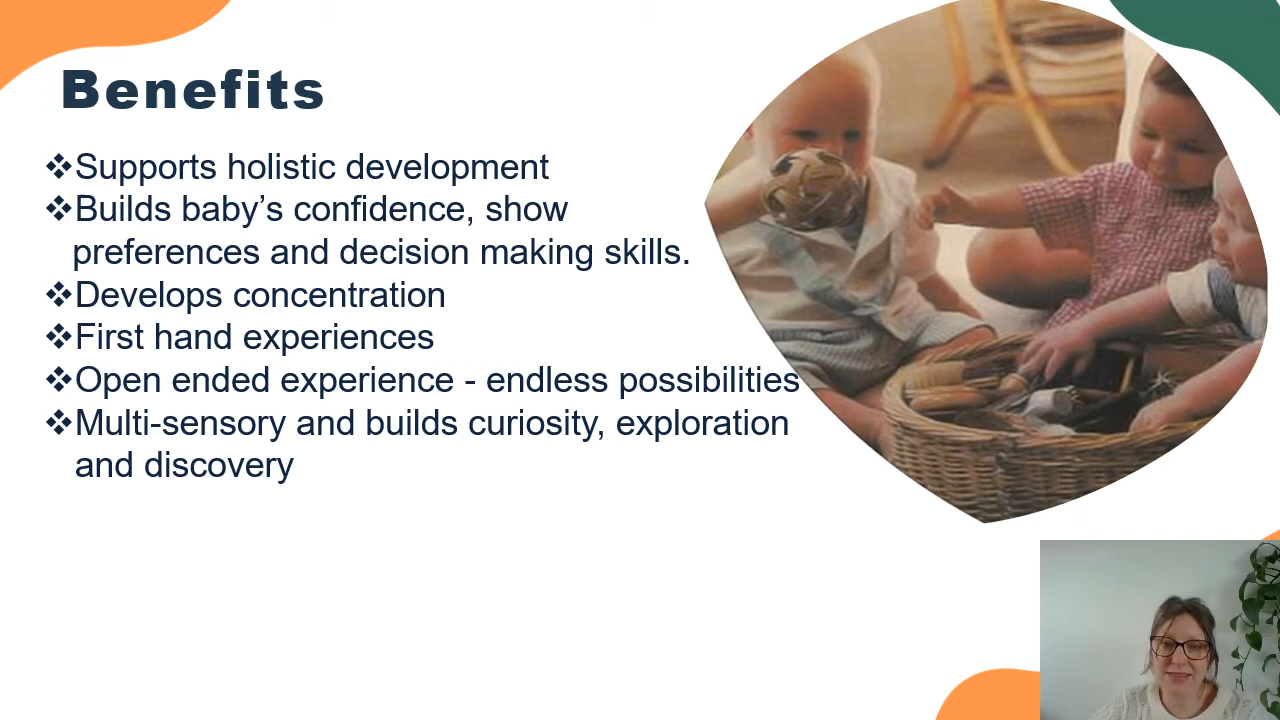 Benefits
❖Supports holistic development
❖Builds baby’s confidence, show
preferences and decision making skills.
❖Develops concentration
❖First hand experiences
❖Open ended experience - endless possibilities
❖Multi-sensory and builds curiosity, exploration
and discovery